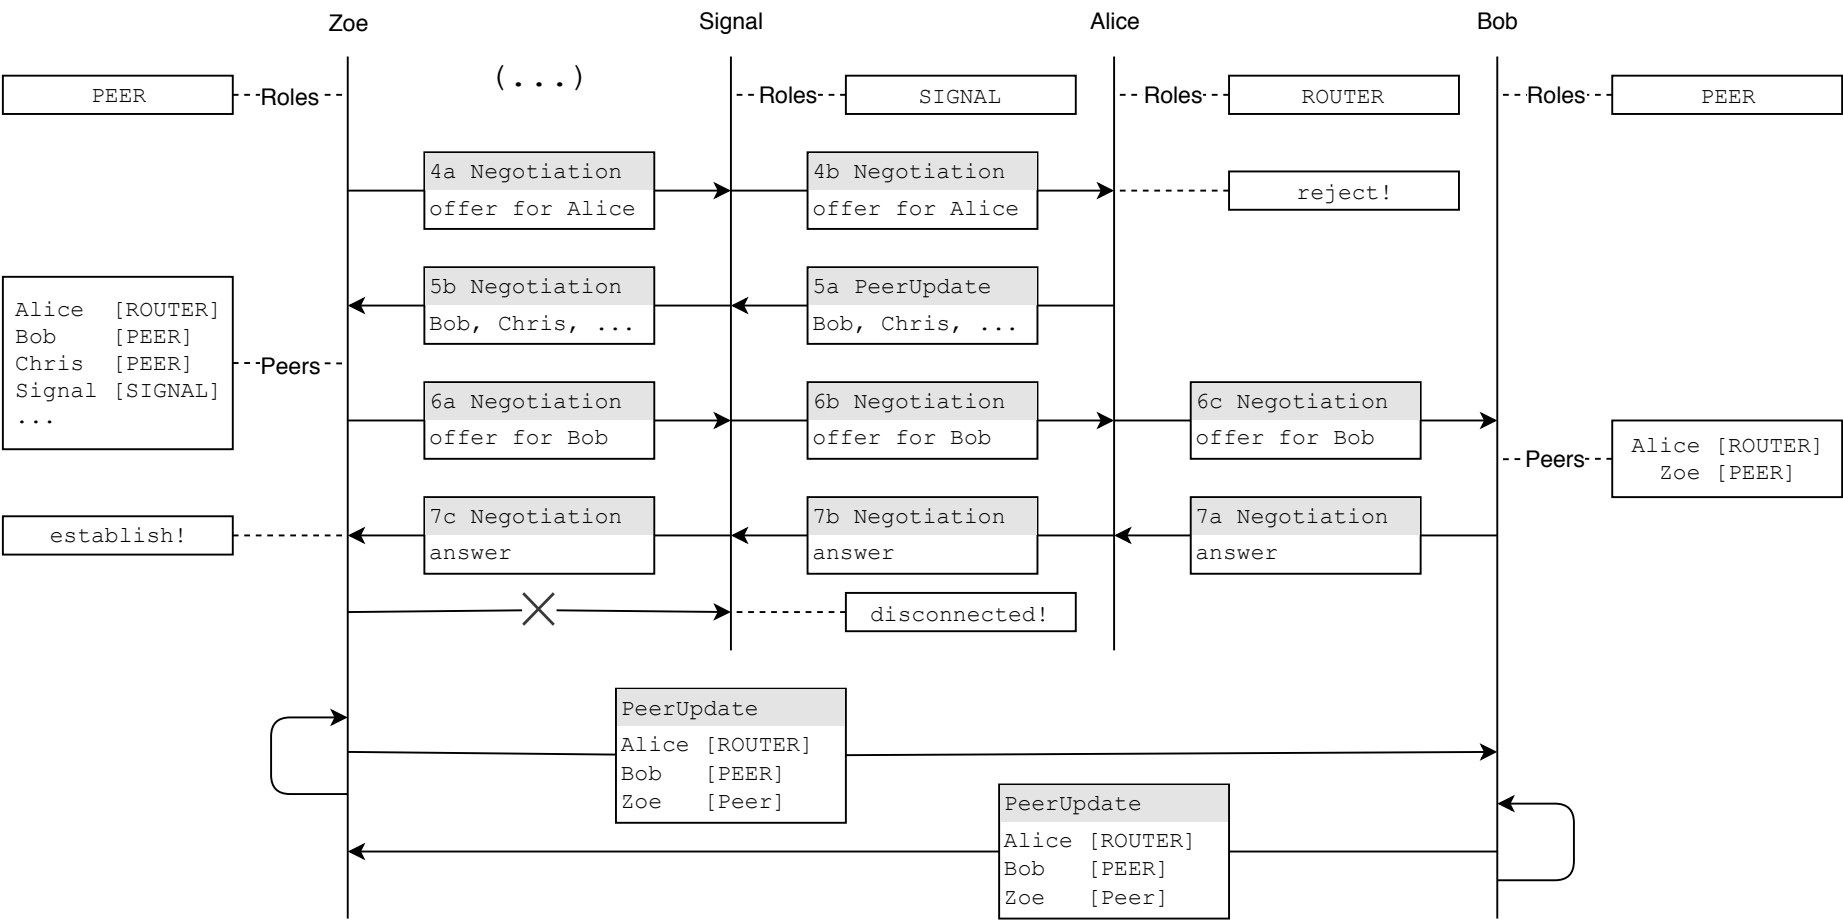 Zoe
Signal
Alice
Bob
(...)
PEER
Roles
Roles
SIGNAL
Roles
ROUTER
Roles
PEER
4a Negotiation
offer for Alice
4b Negotiation
offer for Alice
reject!
5b Negotiation
Bob, Chris, ...
5a PeerUpdate
Bob, Chris, ...
Alice [ROUTER]
Bob [PEER]
Chris [PEER]
Signal [SIGNAL]
...
Peers
6a Negotiation
offer for Bob
6b Negotiation
offer for Bob
6c Negotiation
offer for Bob
Peers
Alice [ROUTER]
Zoe [PEER]
establish!
7c Negotiation
answer
7b Negotiation
answer
7a Negotiation
answer
disconnected!
PeerUpdate
Alice [ROUTER]
Bob [PEER]
Zoe [Peer]
PeerUpdate
Alice [ROUTER]
Bob [PEER]
Zoe [Peer]